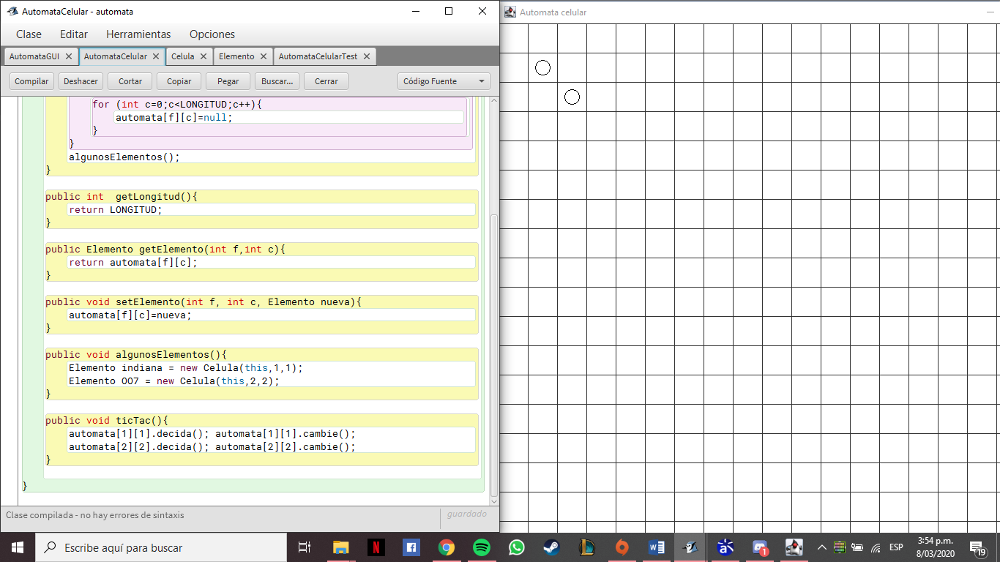 AutomataCelular - automata
Clase Editar Herramientas Opciones
AutomataGUI AutomataCelular Celula Elemento AutomataCelularTest
Compilar Deshacer Cortar Copiar Pegar Buscar... Cerrar Código Fuente
for (int c=0;c<LONGITUD;c++){
automata[f][c]=null;
}
}
algunosElementos();
}
public int  getLongitud(){
return LONGITUD;
}
public Elemento getElemento(int f,int c){
return automata[f][c];
}
public void setElemento(int f, int c, Elemento nueva){
automata[f][c]=nueva;
}
public void algunosElementos(){
Elemento indiana = new Celula(this,1,1);
Elemento OO7 = new Celula(this,2,2);
}
public void ticTac(){
automata[1][1].decida(); automata[1][1].cambie();
automata[2][2].decida(); automata[2][2].cambie();
}
}
Clase compilada - no hay errores de sintaxis
guardado
Automata celular
Escribe aquí para buscar
ESP
3:54 p.m.
8/03/2020
19